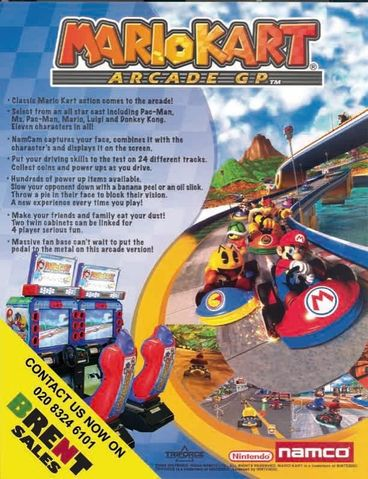 MARIOKART
ARCADE GP™
• Classic Mario Kart action comes to the arcade!
• Select from an all star cast including Pac-Man,
Ms. Pac-Man, Mario, Luigi and Donkey Kong.
Eleven characters in all!
• NamCam captures your face, combines it with the
character's and displays it on the screen.
• Put your driving skills to the test on 24 different tracks.
Collect coins and power ups as you drive.
• Hundreds of power up items available.
Slow your opponent down with a banana peel or an oil slick.
Throw a pie in their face to block their vision.
A new experience every time you play!
• Make your friends and family eat your dust!
Two twin cabinets can be linked for
4 player serious fun.
• Massive fan base can't wait to put the
pedal to the metal on this arcade version!
M
CONTACT US NOW ON
020 8324 6101
BRENT
SALES
TRIFORCE
Nintendo
namco